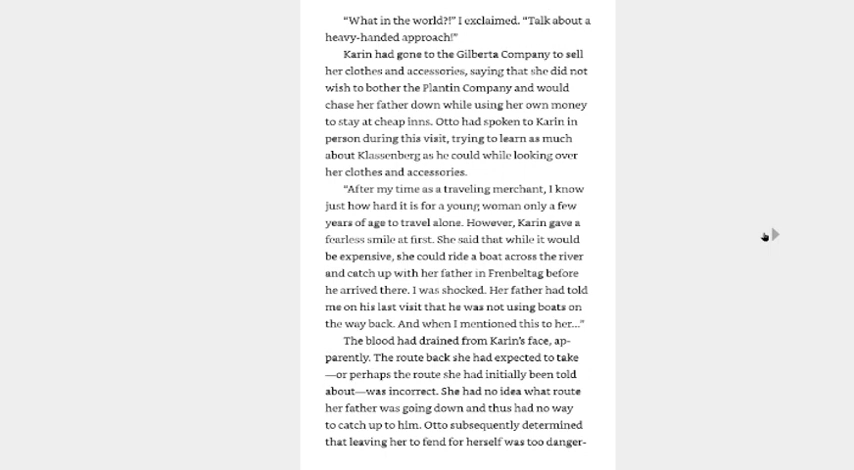 “What in the world?!” I exclaimed. “Talk about a
heavy-handed approach!”
Karin had gone to the Gilberta Company to sell
her clothes and accessories, saying that she did not
wish to bother the Plantin Company and would
chase her father down while using her own money
to stay at cheap inns. Otto had spoken to Karin in
person during this visit, trying to learn as much
about Klassenberg as he could while looking over
her clothes and accessories.
“After my time as a traveling merchant, I know
just how hard it is for a young woman only a few
years of age to travel alone. However, Karin gave a
fearless smile at first. She said that while it would
be expensive, she could ride a boat across the river
and catch up with her father in Frenbeltag before
he arrived there. I was shocked. Her father had told
me on his last visit that he was not using boats on
the way back. And when I mentioned this to her...”
The blood had drained from Karin’s face, ap-
parently. The route back she had expected to take
—or perhaps the route she had initially been told
about—was incorrect. She had no idea what route
her father was going down and thus had no way
to catch up to him. Otto subsequently determined
that leaving her to fend for herself was too danger-